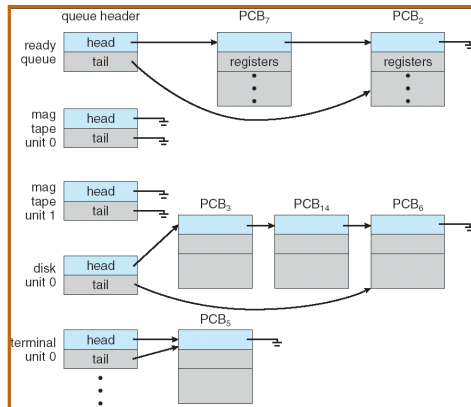 queue header PCB₇ PCB₂
ready
queue
head
tail
registers
registers
mag
tape
unit 0
head
tail
mag
tape
unit 1
head
tail
PCB₃ PCB₁₄ PCB₆
disk
unit 0
head
tail
PCB₅
terminal
unit 0
head
tail